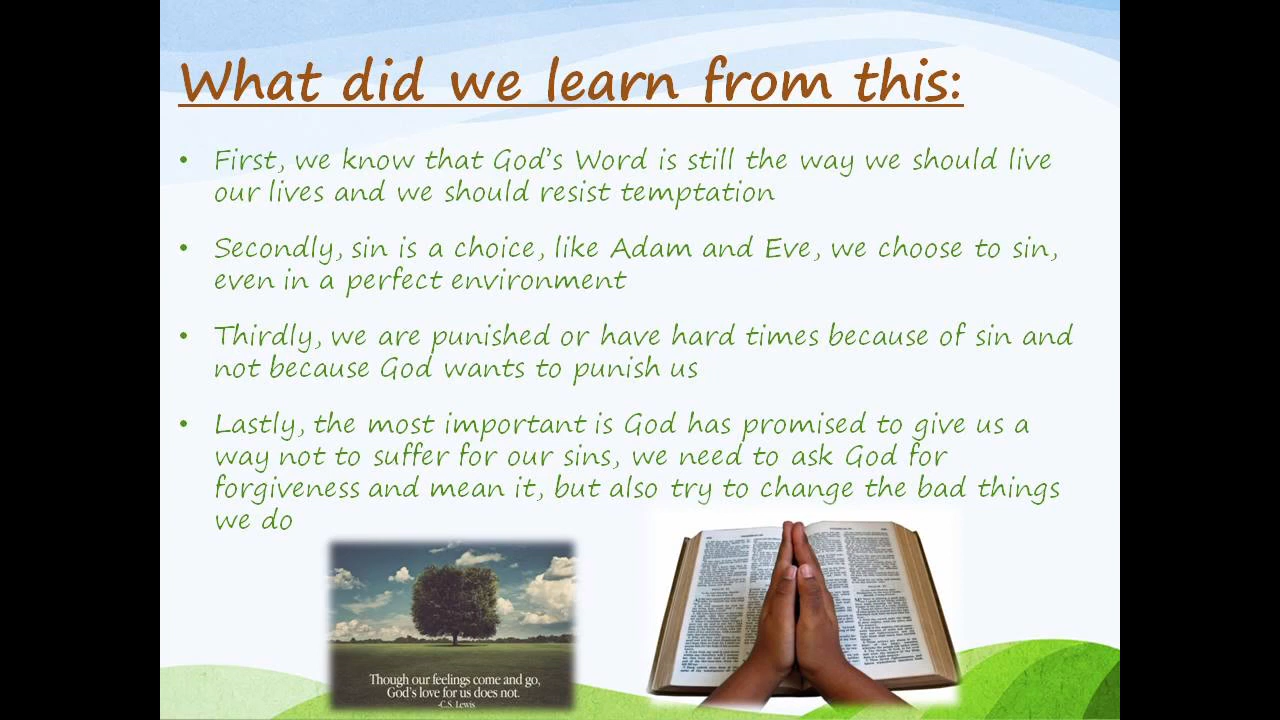 What did we learn from this:
• First, we know that God's Word is still the way we should live
our lives and we should resist temptation
• Secondly, sin is a choice, like Adam and Eve, we choose to sin,
even in a perfect environment
• Thirdly, we are punished or have hard times because of sin and
not because God wants to punish us
• Lastly, the most important is God has promised to give us a
way not to suffer for our sins, we need to ask God for
forgiveness and mean it, but also try to change the bad things
we do
Though our feelings come and go,
God's love for us does not.
-C.S. Lewis